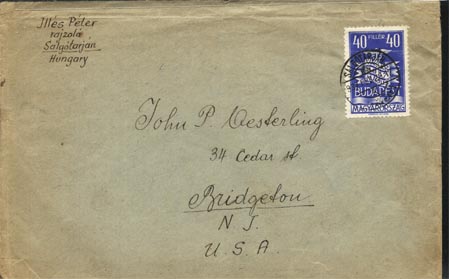 Illés Péter
rajzoló
Salgótarján
Hungary
40 FILLÉR 40
BUDAPEST
MAGYARORSZÁG
John P. Oesterling
34 Cedar st
Bridgeton
N. J.
U. S. A.